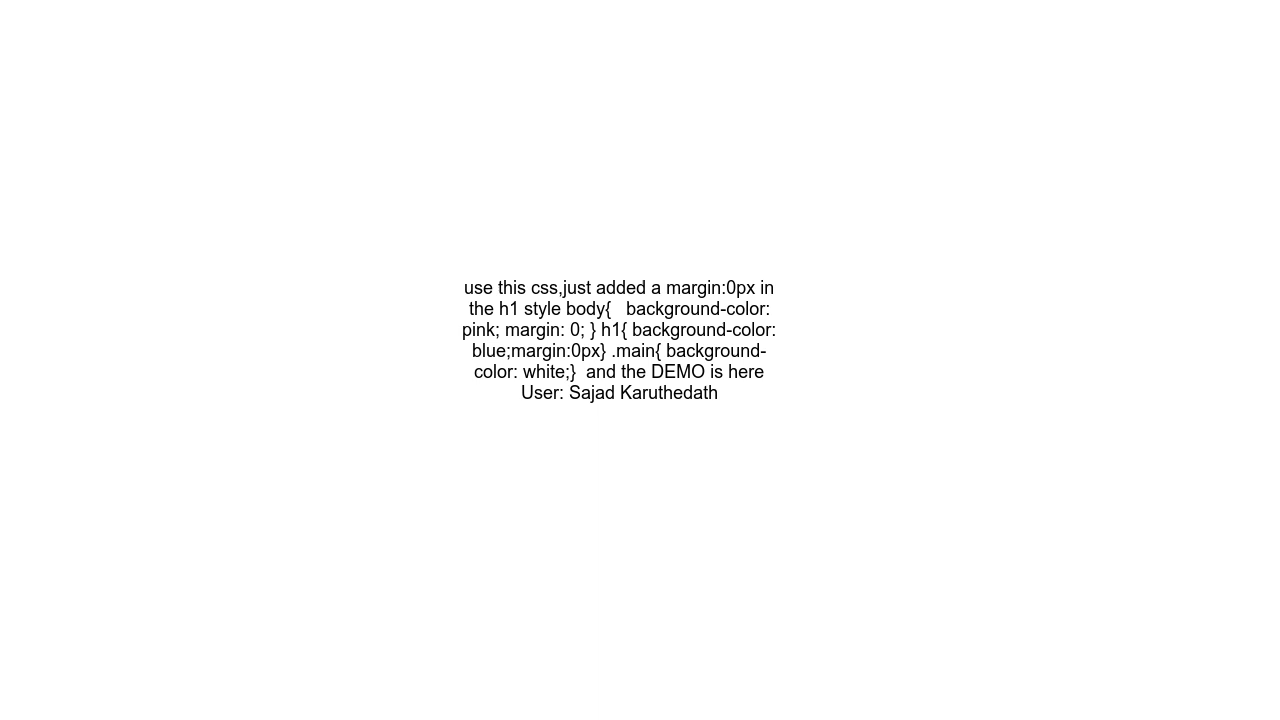 use this css,just added a margin:0px in
the h1 style body{   background-color:
pink; margin: 0; } h1{ background-color:
blue;margin:0px} .main{ background-
color: white;}  and the DEMO is here
User: Sajad Karuthedath